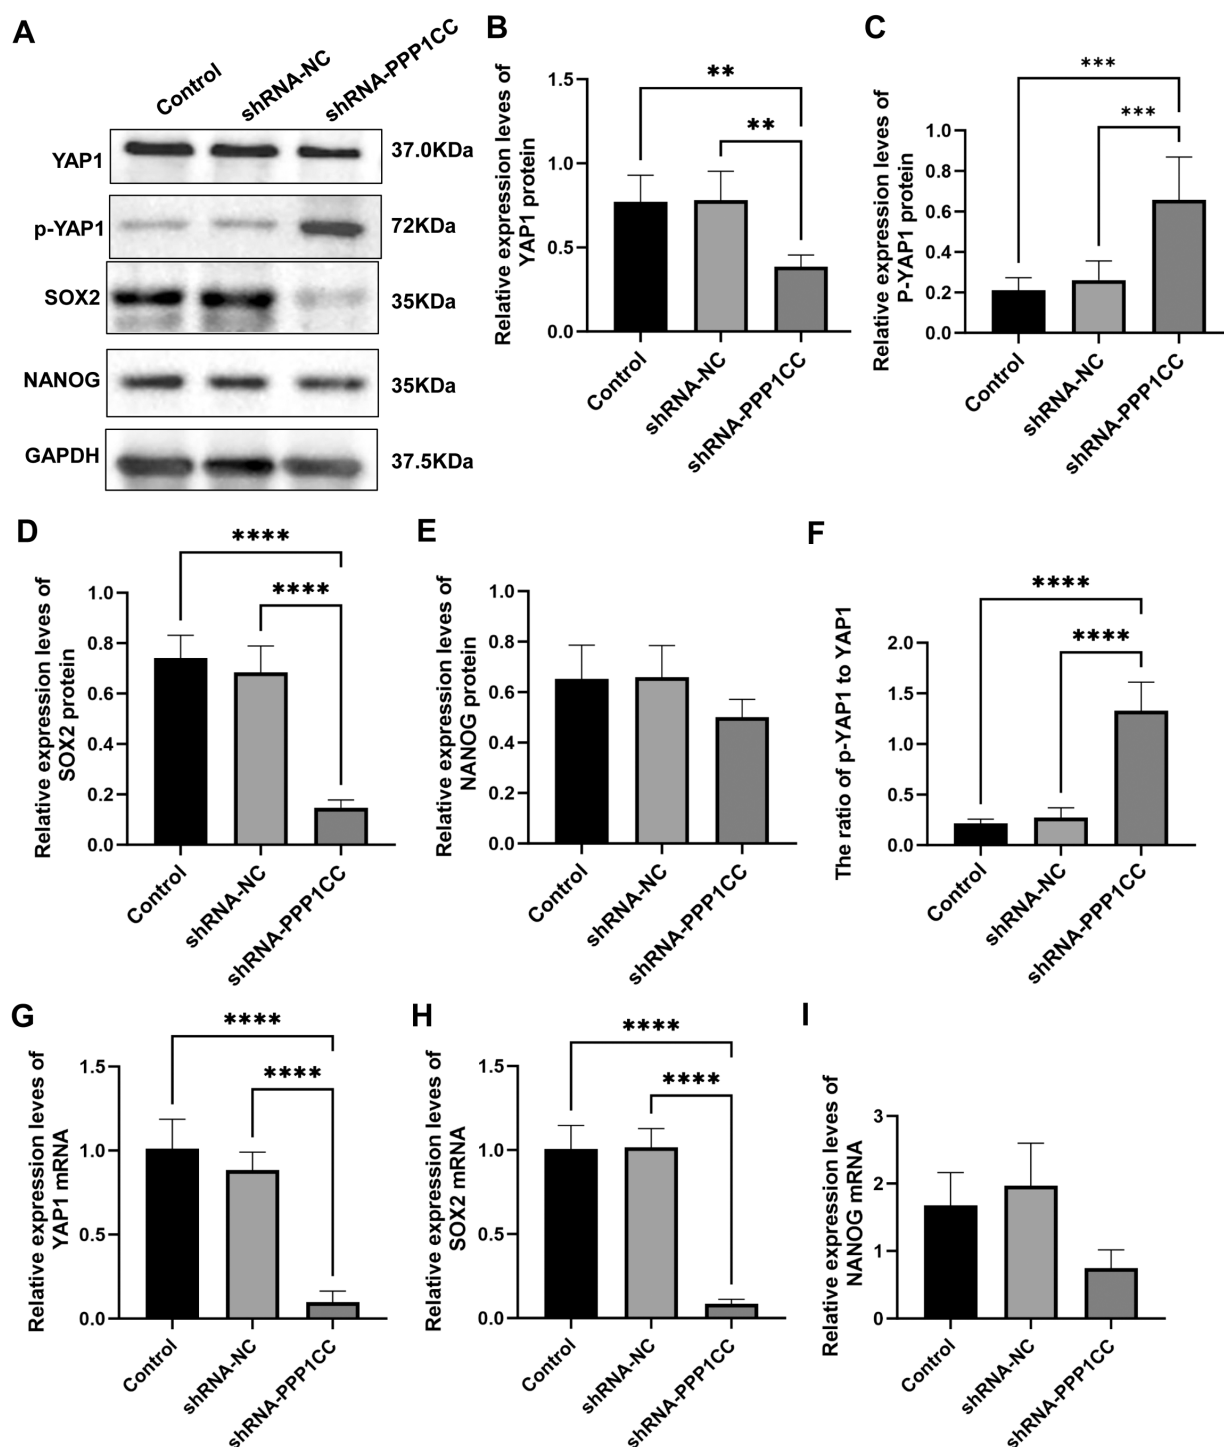 A
Control
shRNA-NC
shRNA-PPP1CC
YAP1
37.0KDa
p-YAP1
72KDa
SOX2
35KDa
NANOG
35KDa
GAPDH
37.5KDa
B
Relative expression leves of
YAP1 protein
1.5
1.0
0.5
0.0
**
**
Control
shRNA-NC
shRNA-PPP1CC
C
Relative expression leves of
P-YAP1 protein
1.0
0.8
0.6
0.4
0.2
0.0
***
***
Control
shRNA-NC
shRNA-PPP1CC
D
Relative expression leves of
SOX2 protein
1.0
0.8
0.6
0.4
0.2
0.0
****
****
Control
shRNA-NC
shRNA-PPP1CC
E
Relative expression leves of
NANOG protein
1.0
0.8
0.6
0.4
0.2
0.0
Control
shRNA-NC
shRNA-PPP1CC
F
The ratio of p-YAP1 to YAP1
2.0
1.5
1.0
0.5
0.0
****
****
Control
shRNA-NC
shRNA-PPP1CC
G
Relative expression leves of
YAP1 mRNA
1.5
1.0
0.5
0.0
****
****
Control
shRNA-NC
shRNA-PPP1CC
H
Relative expression leves of
SOX2 mRNA
1.5
1.0
0.5
0.0
****
****
Control
shRNA-NC
shRNA-PPP1CC
I
Relative expression leves of
NANOG mRNA
3
2
1
0
Control
shRNA-NC
shRNA-PPP1CC